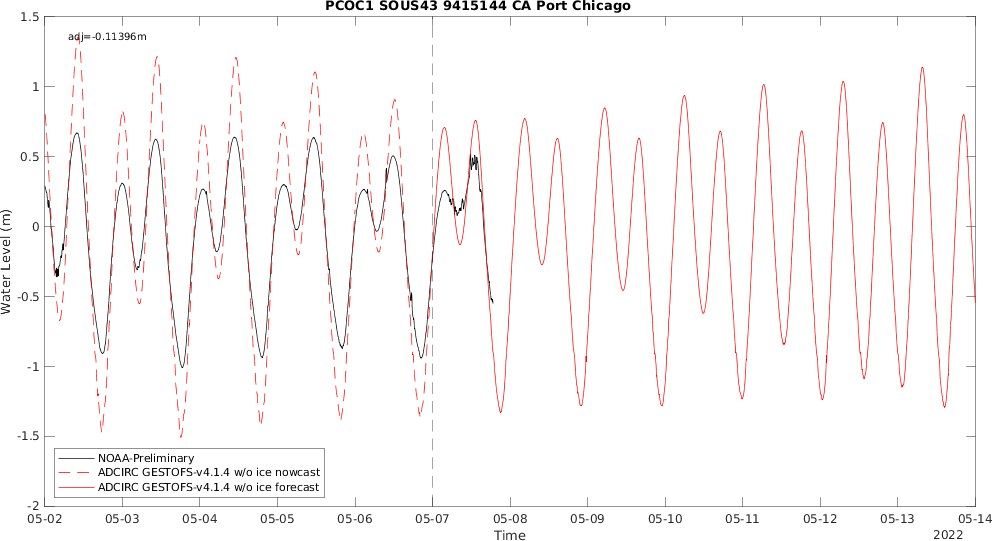 PCOC1 SOUS43 9415144 CA Port Chicago
adj=-0.11396m
1.5
1
0.5
0
-0.5
-1
-1.5
-2
Water Level (m)
NOAA-Preliminary
ADCIRC GESTOFS-v4.1.4 w/o ice nowcast
ADCIRC GESTOFS-v4.1.4 w/o ice forecast
05-02 05-03 05-04 05-05 05-06 05-07 05-08 05-09 05-10 05-11 05-12 05-13 05-14
Time
2022